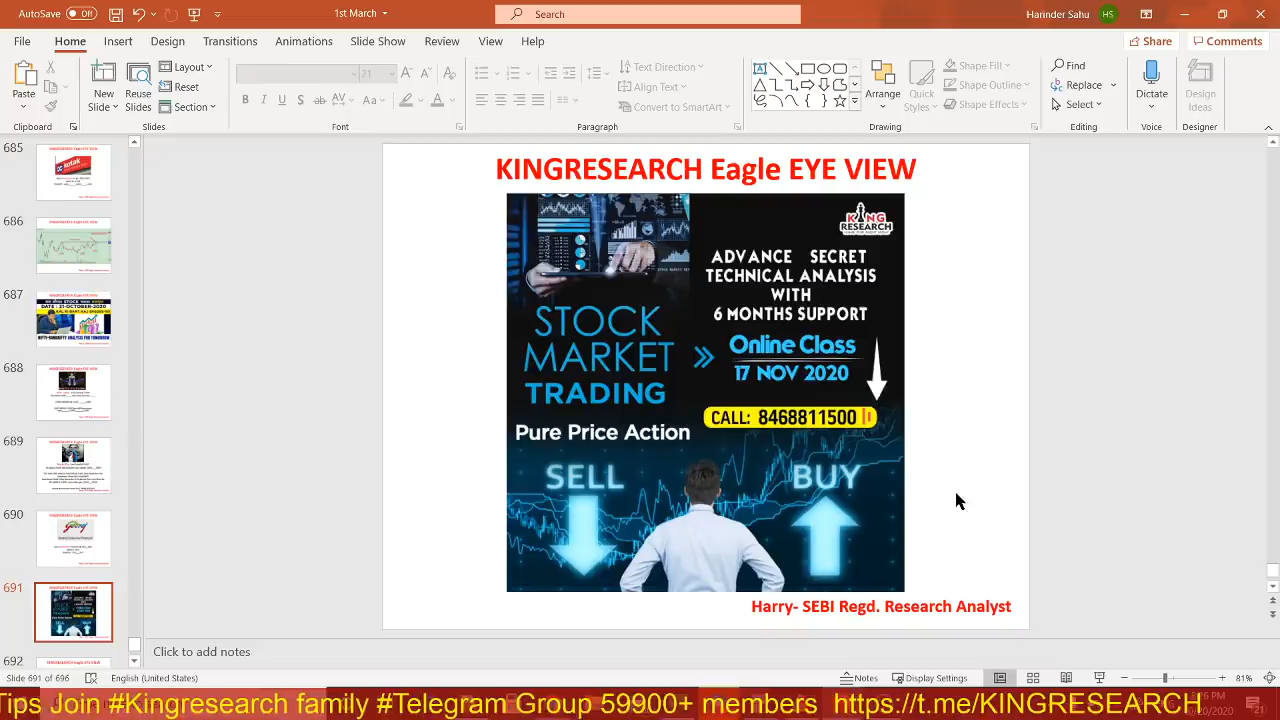 AutoSave Off
14 March
Search
Harinder Singh HS
File Home Insert Design Transitions Animations Slide Show Review View Help
Share Comments
Layout Text Direction Shape Fill Find
21 Reset Align Text Shape Outline Replace
Paste New Reuse Section Convert to SmartArt Arrange Quick Shape Effects Select Dictate Design
Slide Slides Styles Ideas
Clipboard Slides Font Paragraph Drawing Editing Voice Designer
685
686
688
689
690
691
692
KINGRESEARCH Eagle EYE VIEW
KING
RESEARCH
ADVANCE SECRET
TECHNICAL ANALYSIS
WITH
6 MONTHS SUPPORT
STOCK
MARKET
TRADING
Online Class
17 NOV 2020
CALL: 8468811500
Pure Price Action
SELL BUY
Harry- SEBI Regd. Research Analyst
Click to add notes
Slide 691 of 696 English (United States) Notes Display Settings 81%
Tips Join #Kingresearch family #Telegram Group 59900+ members https://t.me/KINGRESEARCH